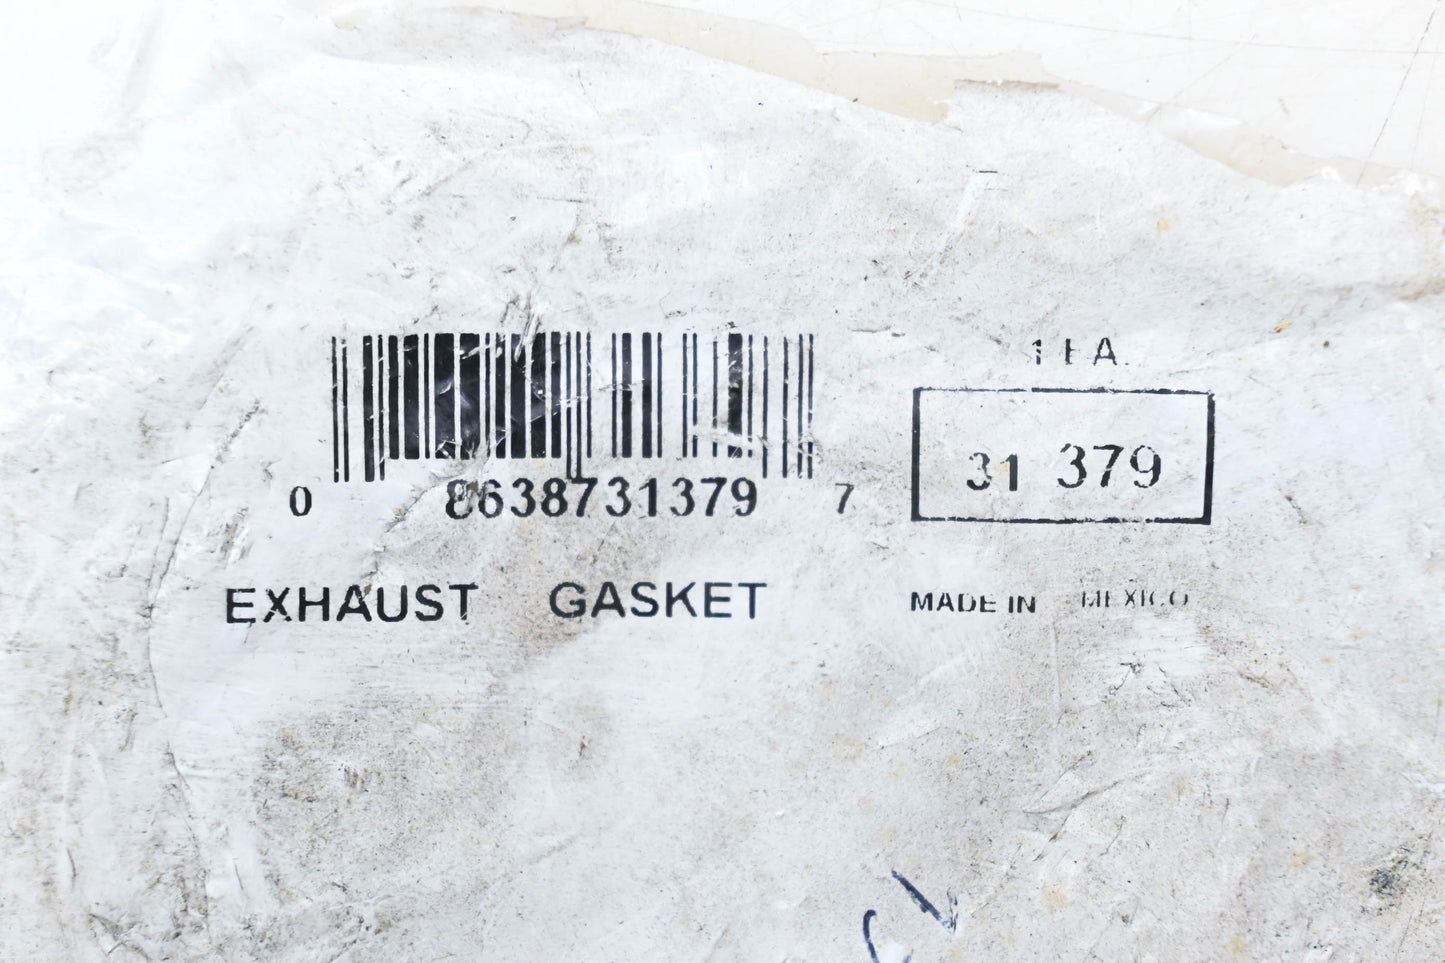 1 EA.
31 379
0 8638731379 7
EXHAUST GASKET
MADE IN MEXICO